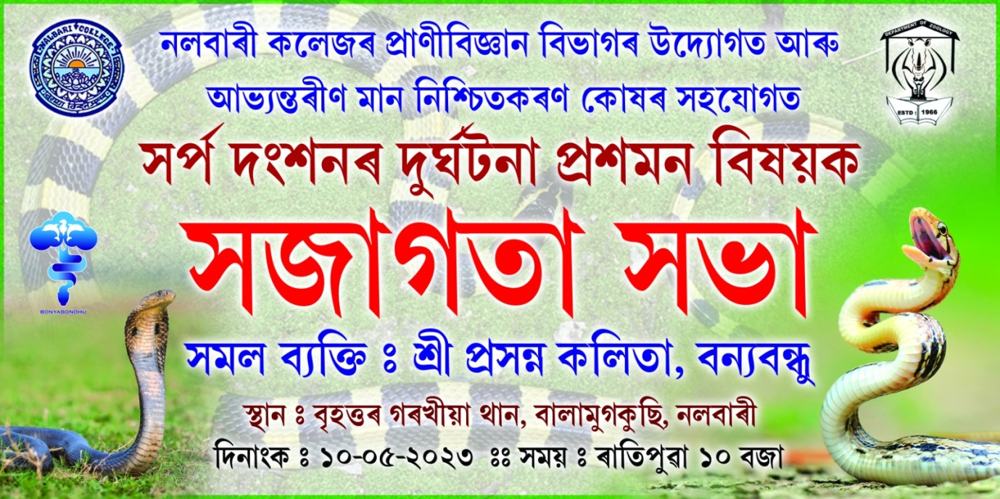 NALBARI COLLEGE
নলবাৰী কলেজৰ প্ৰাণীবিজ্ঞান বিভাগৰ উদ্যোগত আৰু
DEPARTMENT OF ZOOLOGY
ESTD : 1966
আভ্যন্তৰীণ মান নিশ্চিতকৰণ কোষৰ সহযোগত
সৰ্প দংশনৰ দুৰ্ঘটনা প্ৰশমন বিষয়ক
সজাগতা সভা
BONYABONDHU
সমল ব্যক্তি ঃ শ্ৰী প্ৰসন্ন কলিতা, বন্যবন্ধু
স্থান ঃ বৃহত্তৰ গৰখীয়া থান, বালামুগকুছি, নলবাৰী
দিনাংক ঃ ১০-০৫-২০২৩ ঃঃ সময় ঃ ৰাতিপুৱা ১০ বজা